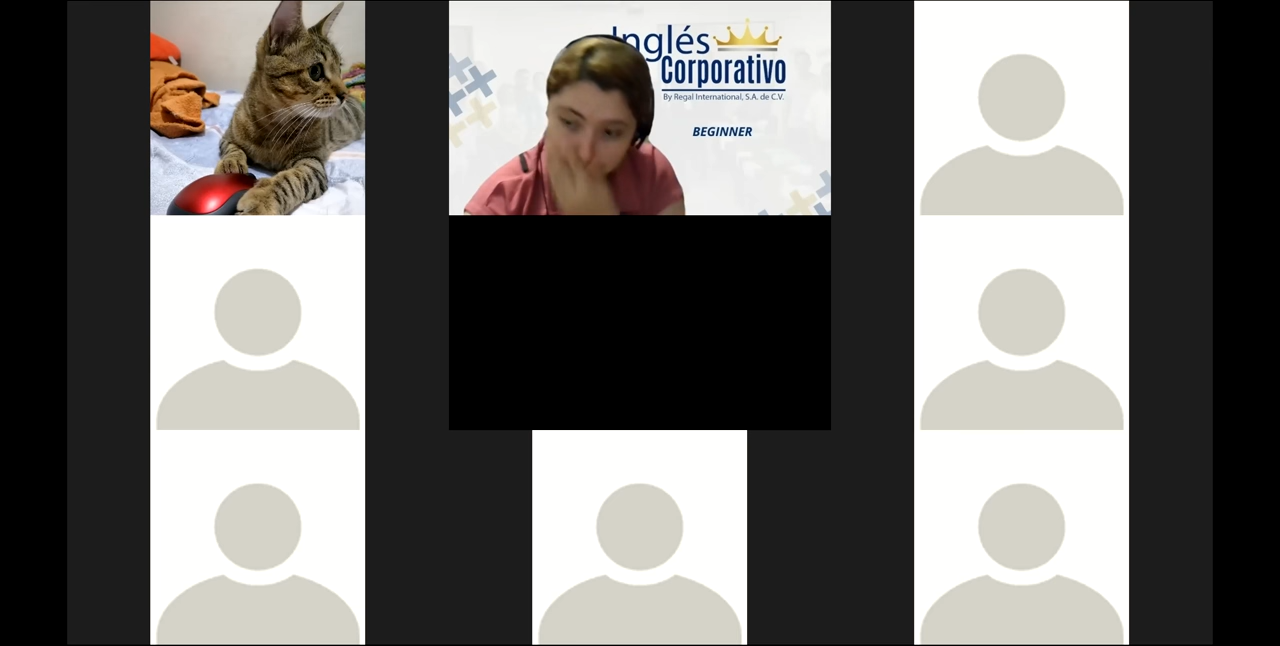 Inglés
Corporativo
By Regal International, S.A. de C.V.
BEGINNER